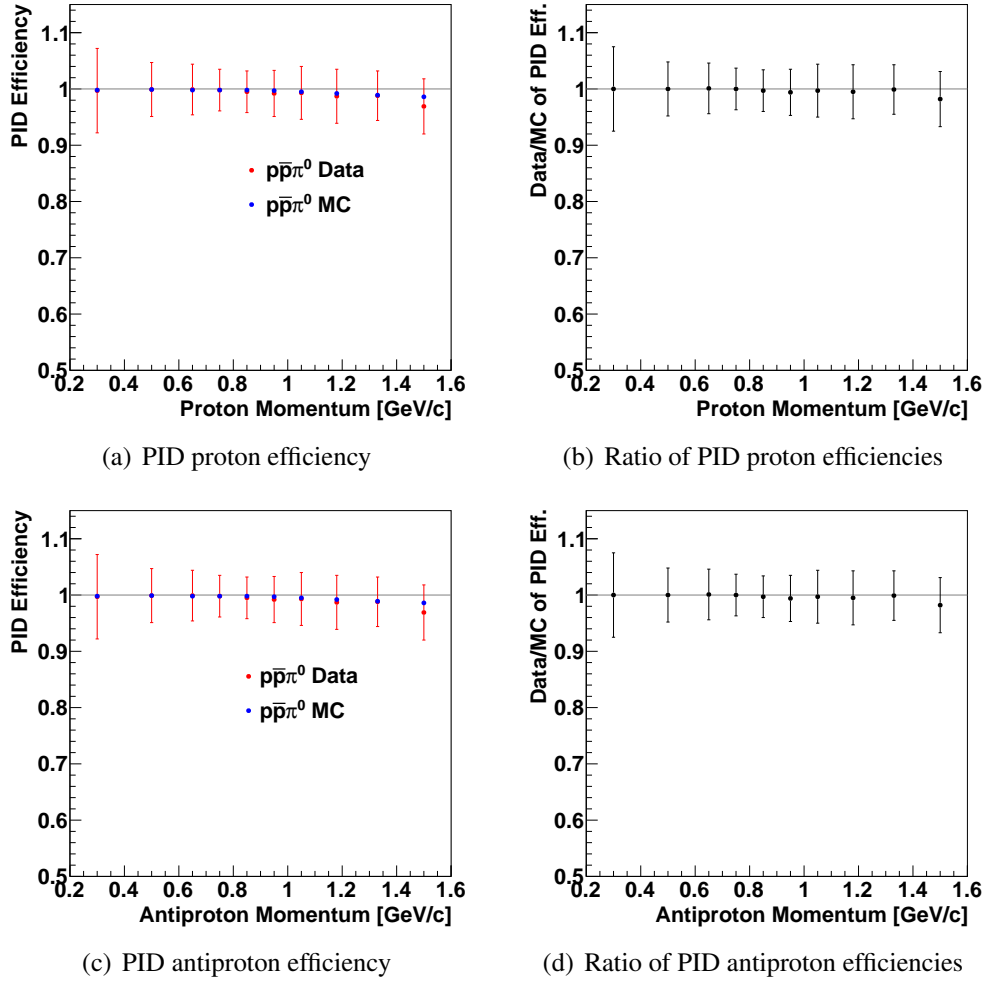 PID Efficiency
1.1
1
0.9
0.8
0.7
0.6
0.5
pp̅π⁰ Data
pp̅π⁰ MC
0.2 0.4 0.6 0.8 1 1.2 1.4 1.6
Proton Momentum [GeV/c]
(a) PID proton efficiency
Data/MC of PID Eff.
1.1
1
0.9
0.8
0.7
0.6
0.5
0.2 0.4 0.6 0.8 1 1.2 1.4 1.6
Proton Momentum [GeV/c]
(b) Ratio of PID proton efficiencies
PID Efficiency
1.1
1
0.9
0.8
0.7
0.6
0.5
pp̅π⁰ Data
pp̅π⁰ MC
0.2 0.4 0.6 0.8 1 1.2 1.4 1.6
Antiproton Momentum [GeV/c]
(c) PID antiproton efficiency
Data/MC of PID Eff.
1.1
1
0.9
0.8
0.7
0.6
0.5
0.2 0.4 0.6 0.8 1 1.2 1.4 1.6
Antiproton Momentum [GeV/c]
(d) Ratio of PID antiproton efficiencies